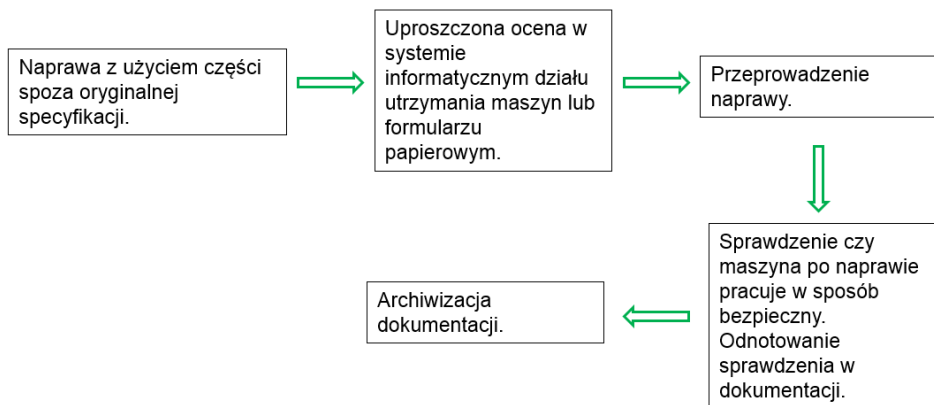 Naprawa z użyciem części
spoza oryginalnej
specyfikacji.
Uproszczona ocena w
systemie
informatycznym działu
utrzymania maszyn lub
formularzu
papierowym.
Przeprowadzenie
naprawy.
Sprawdzenie czy
maszyna po naprawie
pracuje w sposób
bezpieczny.
Odnotowanie
sprawdzenia w
dokumentacji.
Archiwizacja
dokumentacji.